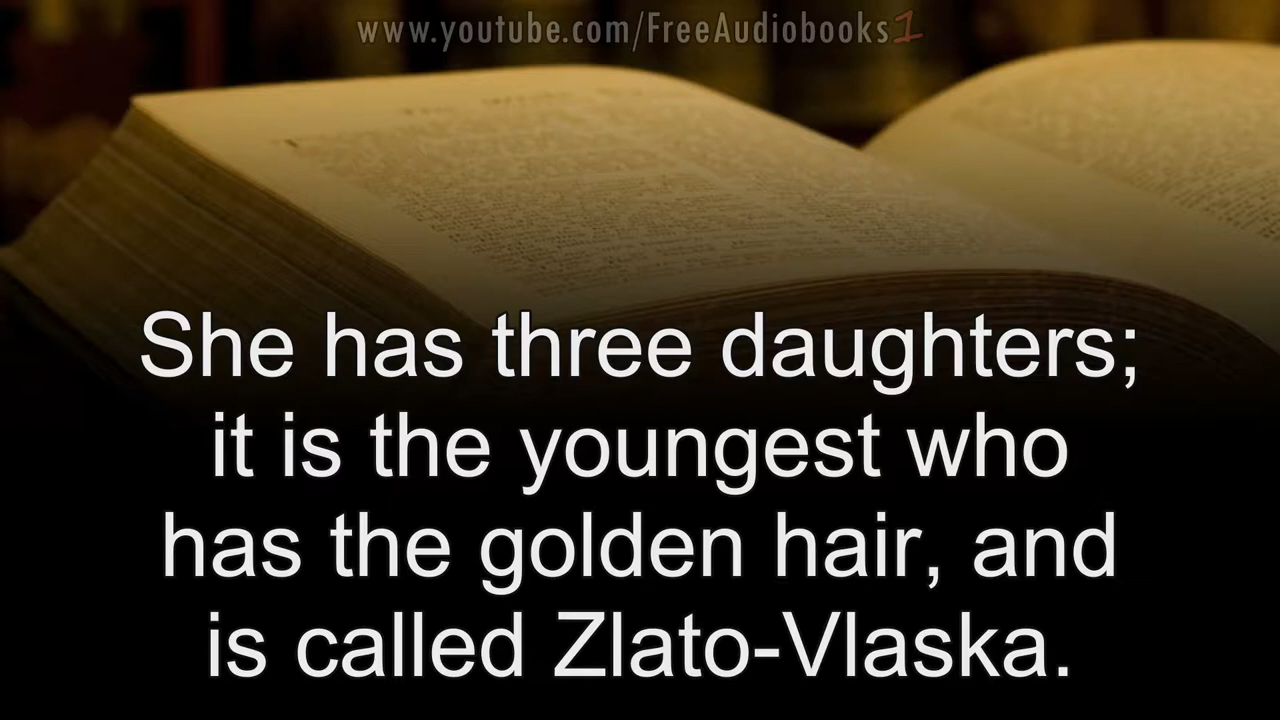 www.youtube.com/FreeAudiobooks1
She has three daughters;
it is the youngest who
has the golden hair, and
is called Zlato-Vlaska.